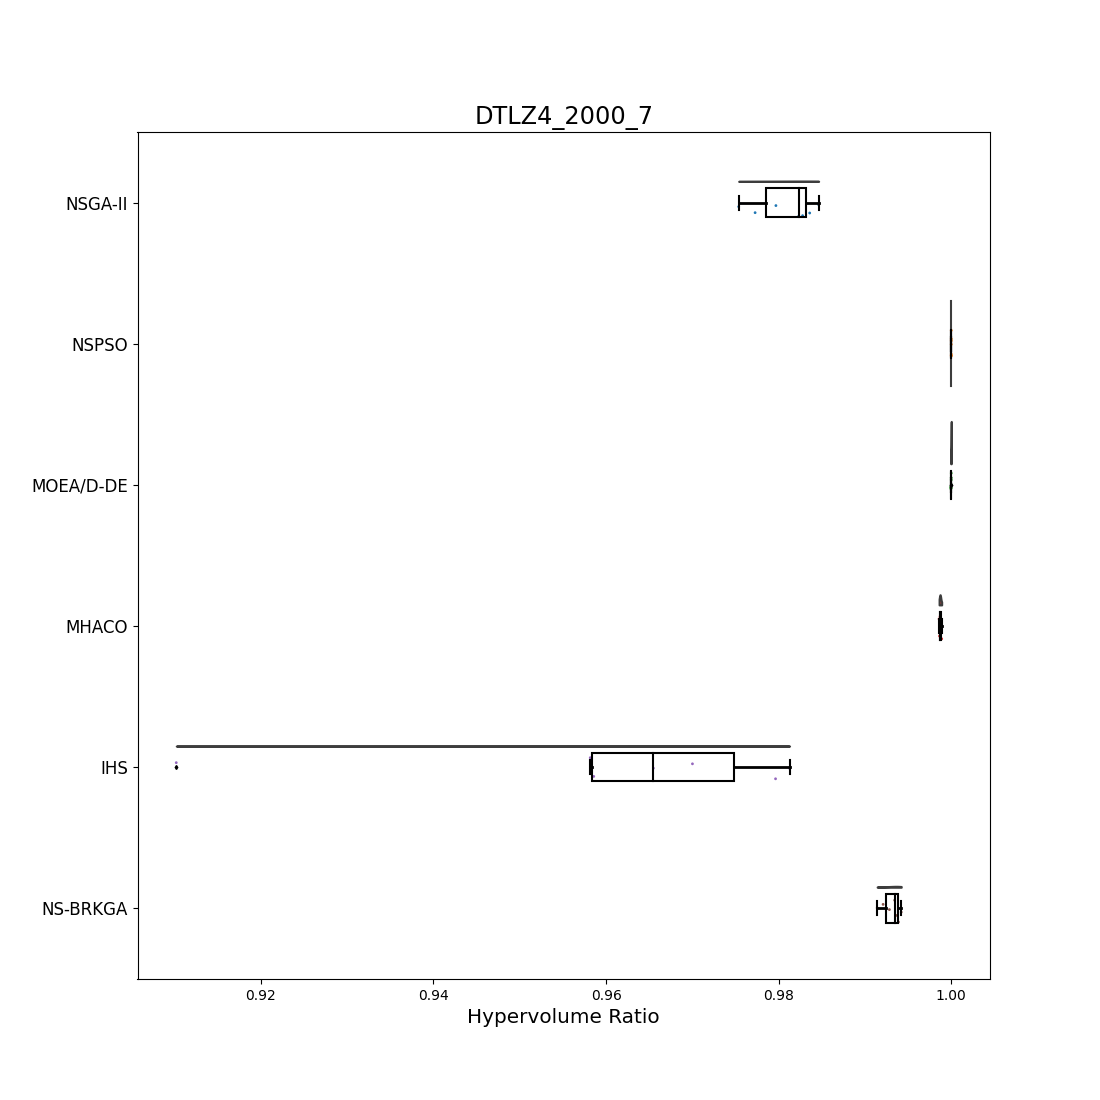 DTLZ4_2000_7
NSGA-II
NSPSO
MOEA/D-DE
MHACO
IHS
NS-BRKGA
0.92 0.94 0.96 0.98 1.00
Hypervolume Ratio